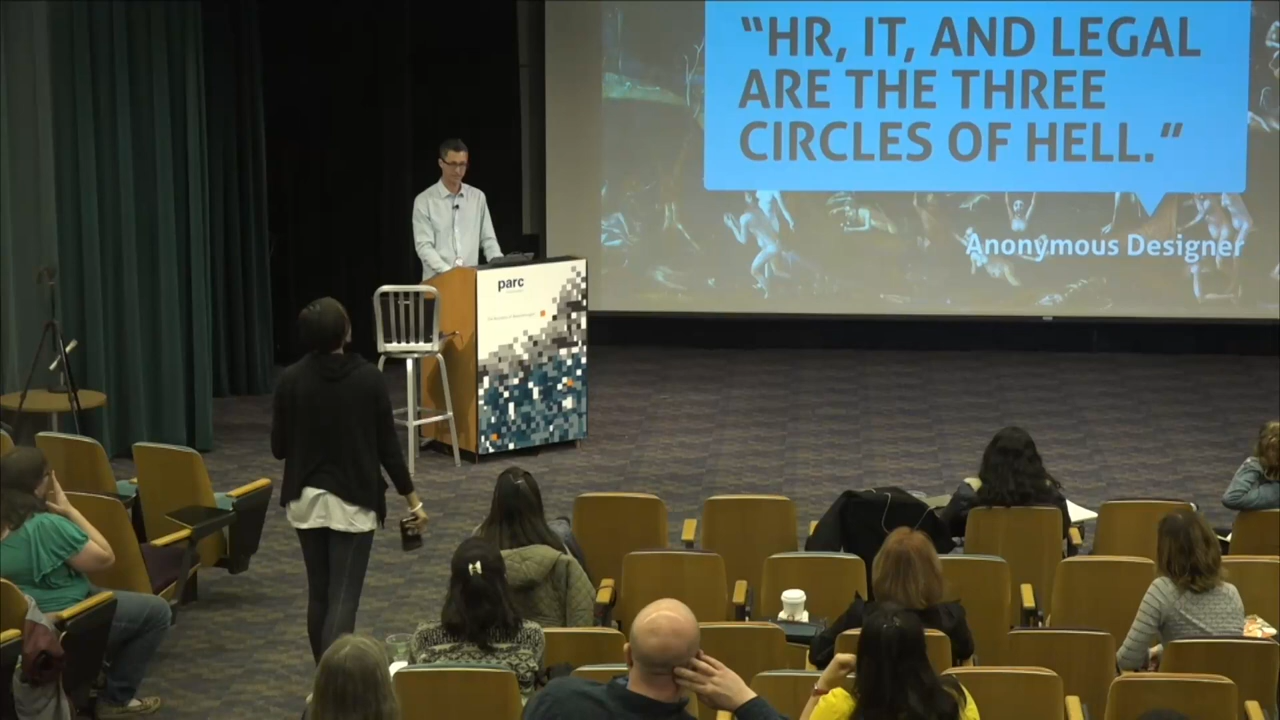 “HR, IT, AND LEGAL
ARE THE THREE
CIRCLES OF HELL.”
Anonymous Designer
parc